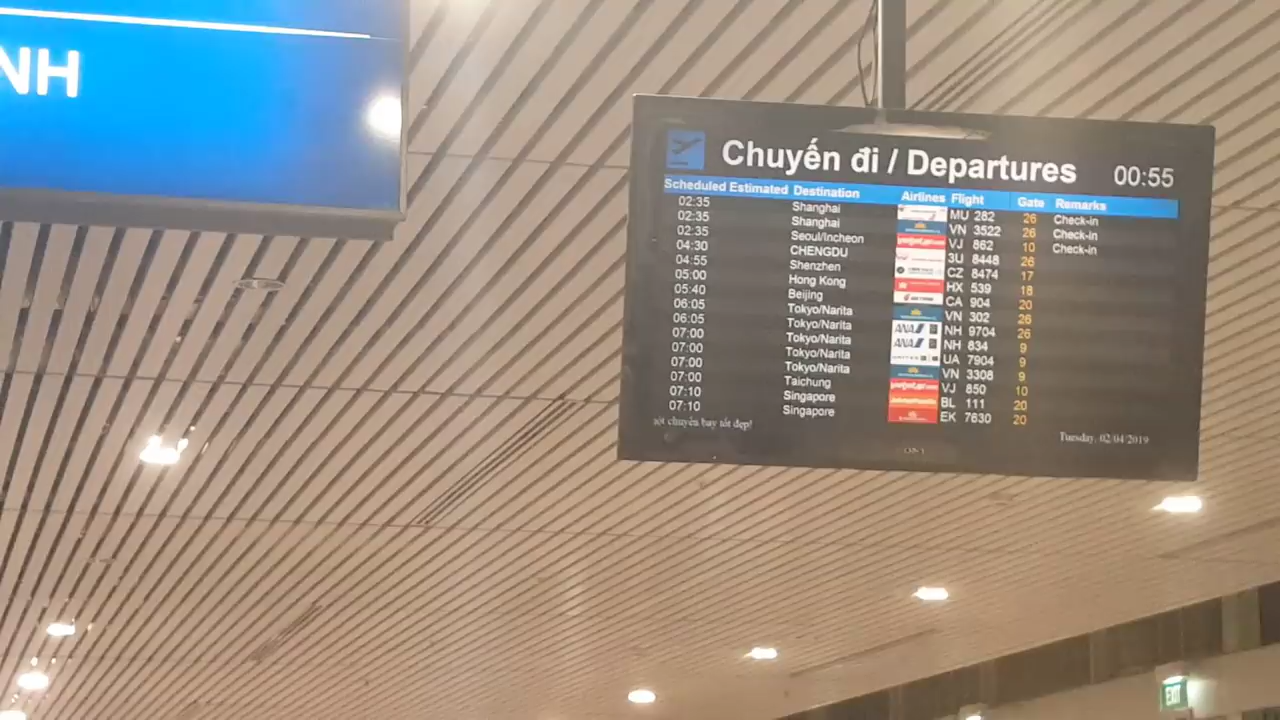 NH
Chuyến đi / Departures 00:55
Scheduled Estimated Destination Airlines Flight Gate Remarks
02:35 Shanghai MU 282 26 Check-in
02:35 Shanghai VN 3522 26 Check-in
02:35 Seoul/Incheon VJ 862 10 Check-in
04:30 CHENGDU 3U 8448 26
04:55 Shenzhen CZ 8474 17
05:00 Hong Kong HX 539 18
05:40 Beijing CA 904 20
06:05 Tokyo/Narita VN 302 26
06:05 Tokyo/Narita ANA NH 9704 26
07:00 Tokyo/Narita ANA NH 834 9
07:00 Tokyo/Narita UA 7904 9
07:00 Tokyo/Narita VN 3308 9
07:00 Taichung VJ 850 10
07:10 Singapore BL 111 20
07:10 Singapore EK 7630 20
một chuyến bay tốt đẹp! Tuesday, 02/04/2019
EXIT